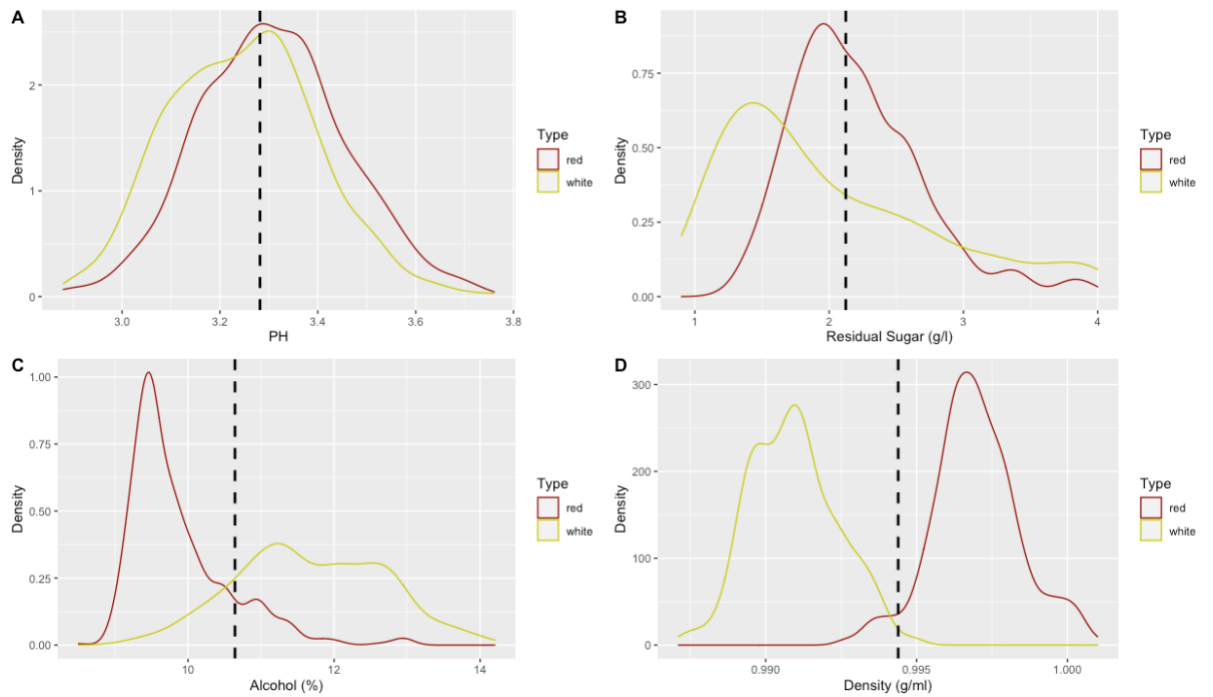 A
Density
2
1
0
3.0 3.2 3.4 3.6 3.8
PH
Type
red
white
B
Density
0.75
0.50
0.25
0.00
1 2 3 4
Residual Sugar (g/l)
Type
red
white
C
Density
1.00
0.75
0.50
0.25
0.00
10 12 14
Alcohol (%)
Type
red
white
D
Density
300
200
100
0
0.990 0.995 1.000
Density (g/ml)
Type
red
white